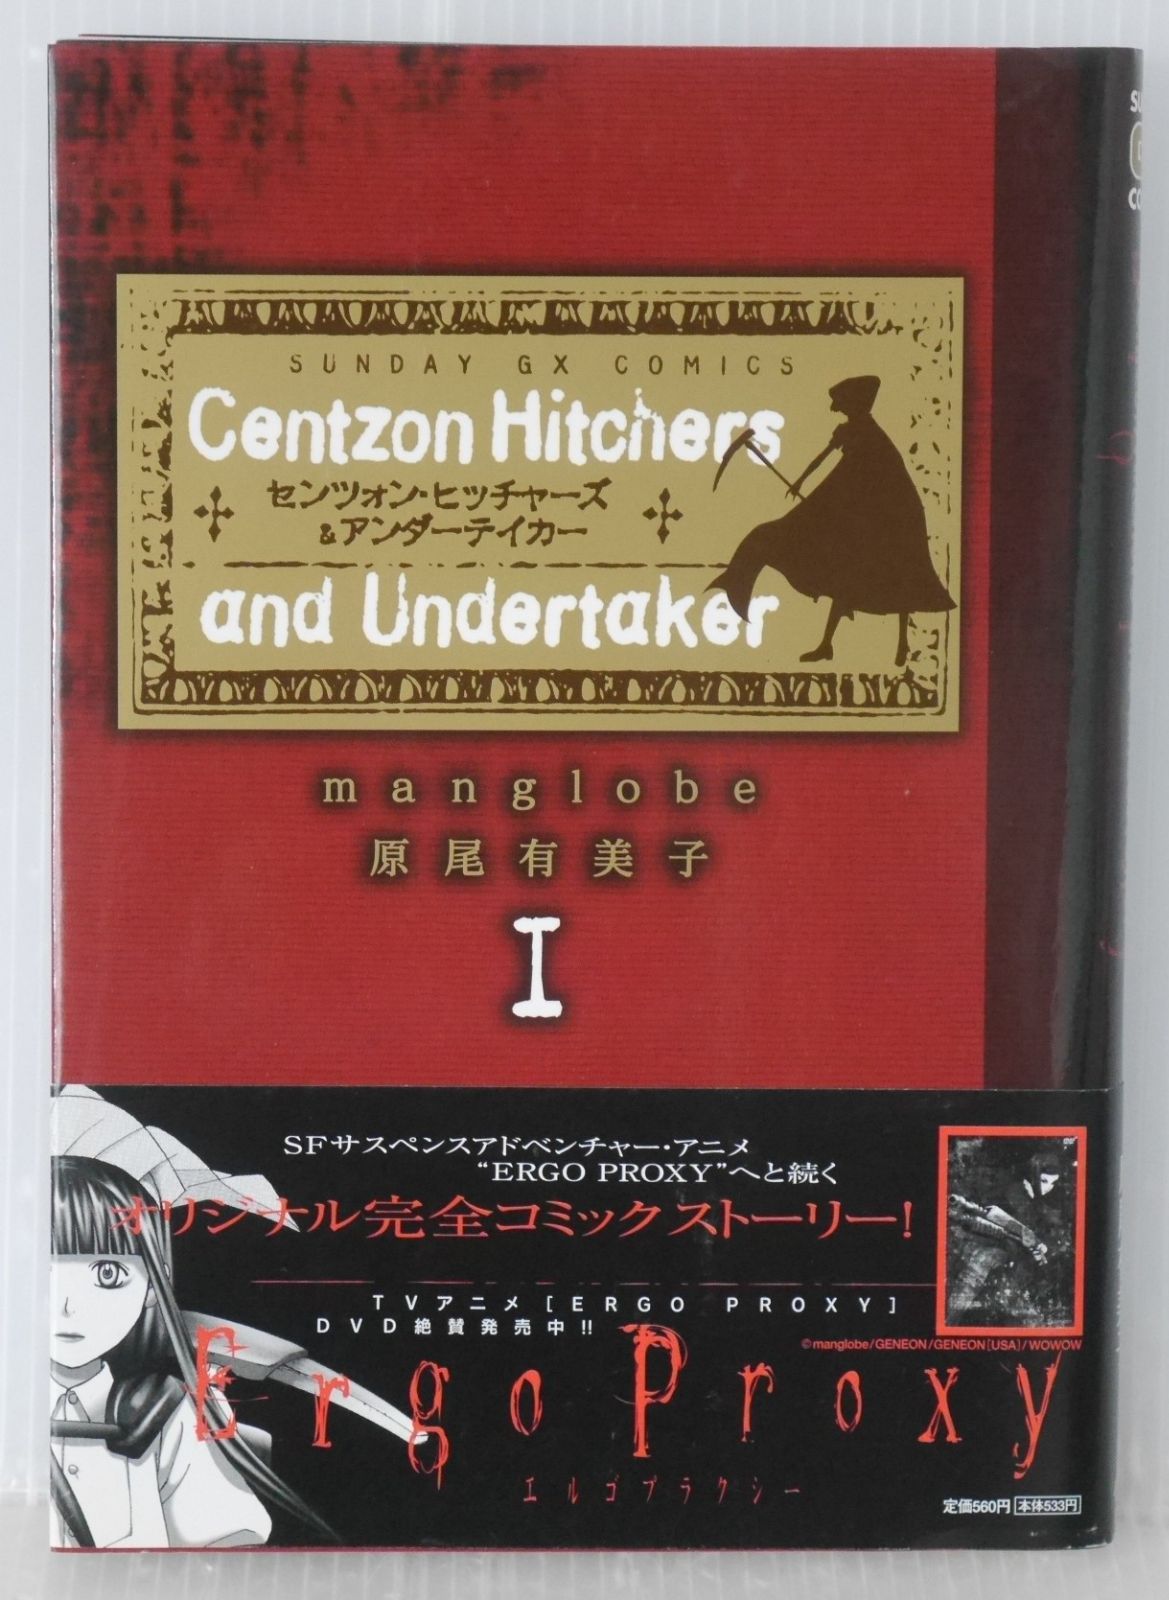 SUNDAY GX COMICS
Centzon Hitchers
センツォン・ヒッチャーズ
&アンダーテイカー
and Undertaker
manglobe
原尾有美子
I
SFサスペンスアドベンチャー・アニメ
“ERGO PROXY”へと続く
オリジナル完全コミックストーリー!
TVアニメ[ERGO PROXY]
DVD絶賛発売中!!
©manglobe/GENEON/GENEON[USA]/WOWOW
Ergo Proxy
エルゴプラクシー
定価560円 本体533円